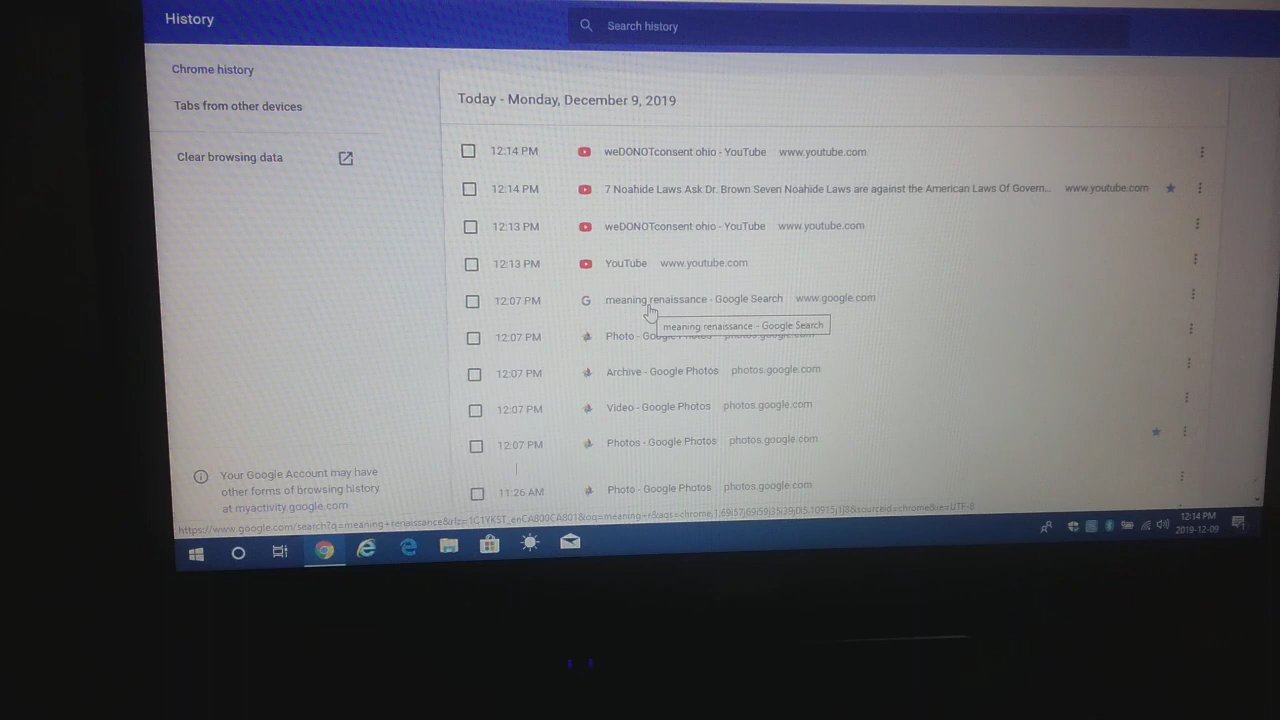 History
Search history
Chrome history
Tabs from other devices
Clear browsing data
Today - Monday, December 9, 2019
12:14 PM weDONOTconsent ohio - YouTube www.youtube.com
12:14 PM 7 Noahide Laws Ask Dr. Brown Seven Noahide Laws are against the American Laws Of Govern... www.youtube.com
12:13 PM weDONOTconsent ohio - YouTube www.youtube.com
12:13 PM YouTube www.youtube.com
12:07 PM meaning renaissance - Google Search www.google.com
meaning renaissance - Google Search
12:07 PM Photo - Google Photos photos.google.com
12:07 PM Archive - Google Photos photos.google.com
12:07 PM Video - Google Photos photos.google.com
12:07 PM Photos - Google Photos photos.google.com
11:26 AM Photo - Google Photos photos.google.com
Your Google Account may have
other forms of browsing history
at myactivity.google.com
12:14 PM
2019-12-09